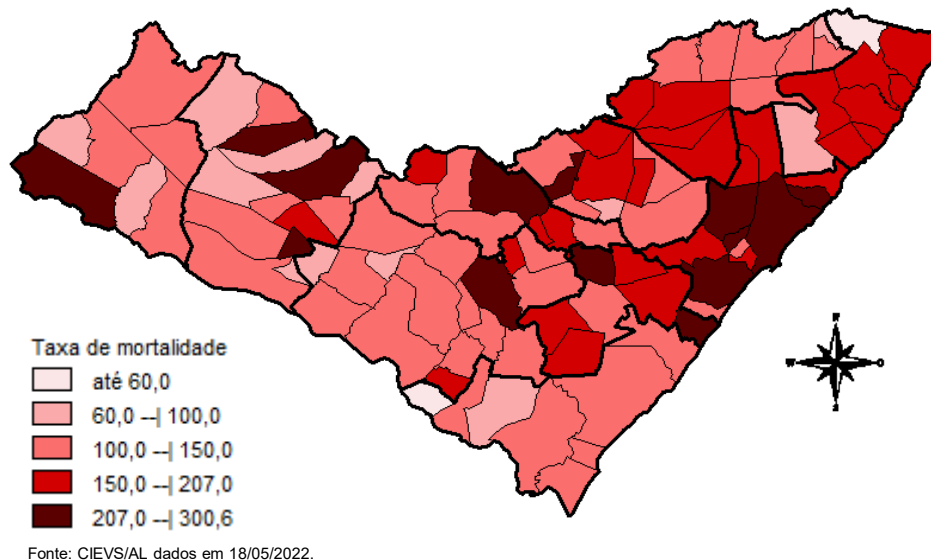 Taxa de mortalidade
até 60,0
60,0 --| 100,0
100,0 --| 150,0
150,0 --| 207,0
207,0 --| 300,6
Fonte: CIEVS/AL dados em 18/05/2022.